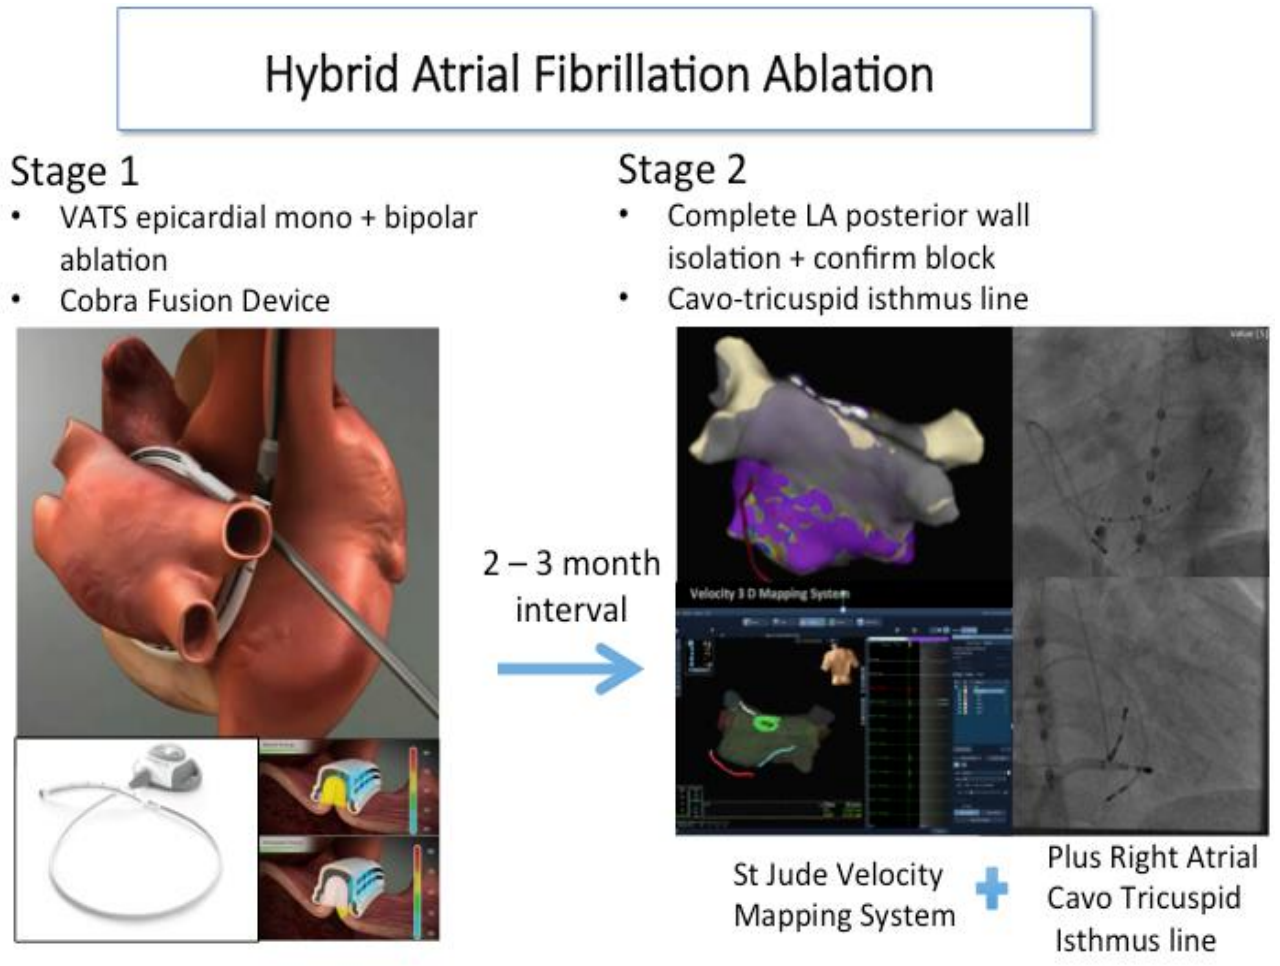 Hybrid Atrial Fibrillation Ablation
Stage 1
• VATS epicardial mono + bipolar
ablation
• Cobra Fusion Device
2 – 3 month
interval
Stage 2
• Complete LA posterior wall
isolation + confirm block
• Cavo-tricuspid isthmus line
Velocity 3 D Mapping System
St Jude Velocity
Mapping System
Plus Right Atrial
Cavo Tricuspid
Isthmus line